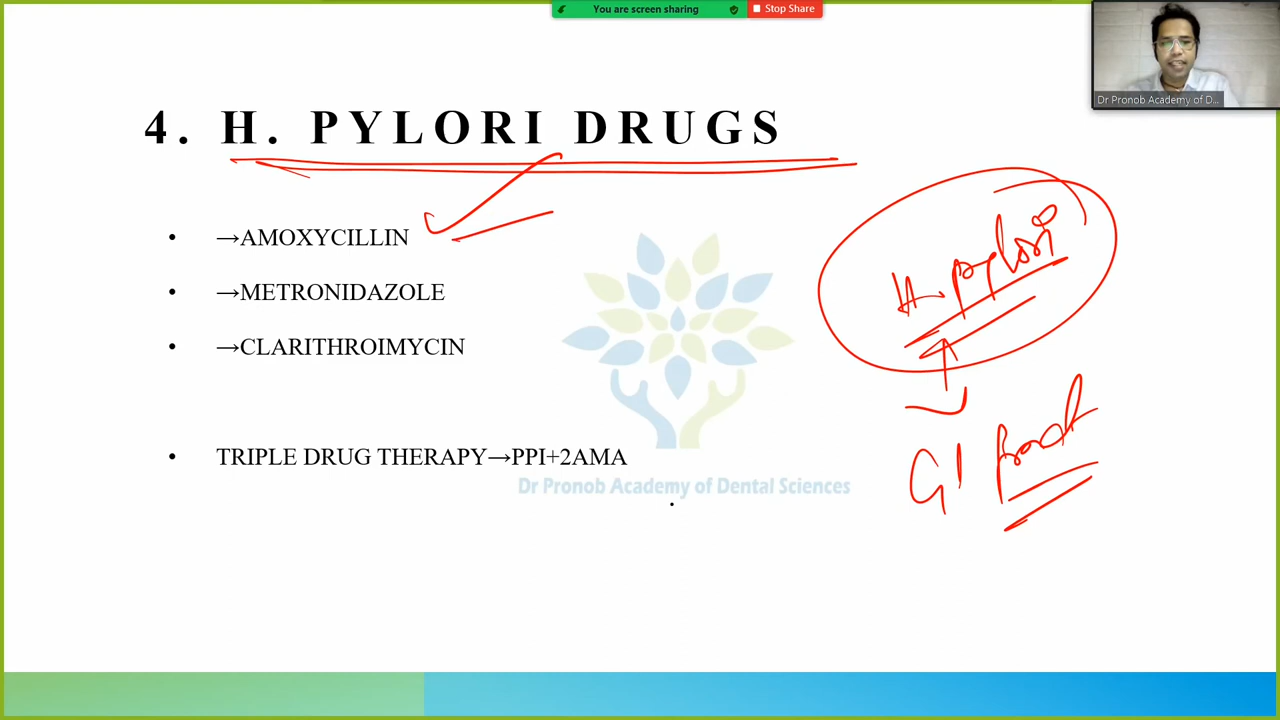 You are screen sharing
Stop Share
Dr Pronob Academy of D...
4. H. PYLORI DRUGS
• →AMOXYCILLIN
• →METRONIDAZOLE
• →CLARITHROIMYCIN
• TRIPLE DRUG THERAPY→PPI+2AMA
H. pylori
GI
Dr Pronob Academy of Dental Sciences